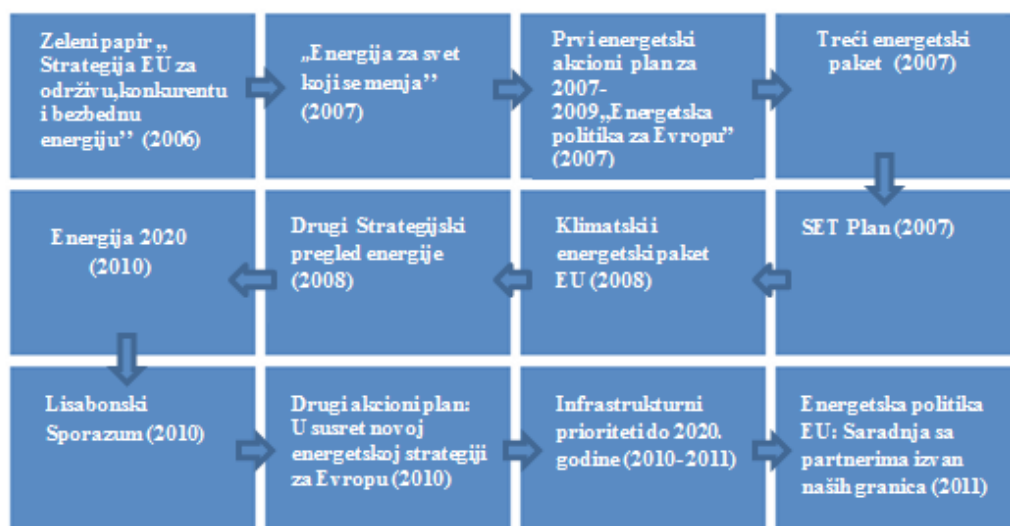 Zeleni papir ,,
Strategija EU za
održivu,konkurentu
i bezbednu
energiju’’ (2006)
,,Energija za svet
koji se menja’’
(2007)
Prvi energetski
akcioni plan za
2007-
2009,,Energetska
politika za Evropu”
(2007)
Treći energetski
paket (2007)
SET Plan (2007)
Klimatski i
energetski paket
EU (2008)
Drugi Strategijski
pregled energije
(2008)
Energija 2020
(2010)
Lisabonski
Sporazum (2010)
Drugi akcioni plan:
U susret novoj
energetskoj strategiji
za Evropu (2010)
Infrastrukturni
prioriteti do 2020.
godine (2010-2011)
Energetska politika
EU: Saradnja sa
partnerima izvan
naših granica (2011)